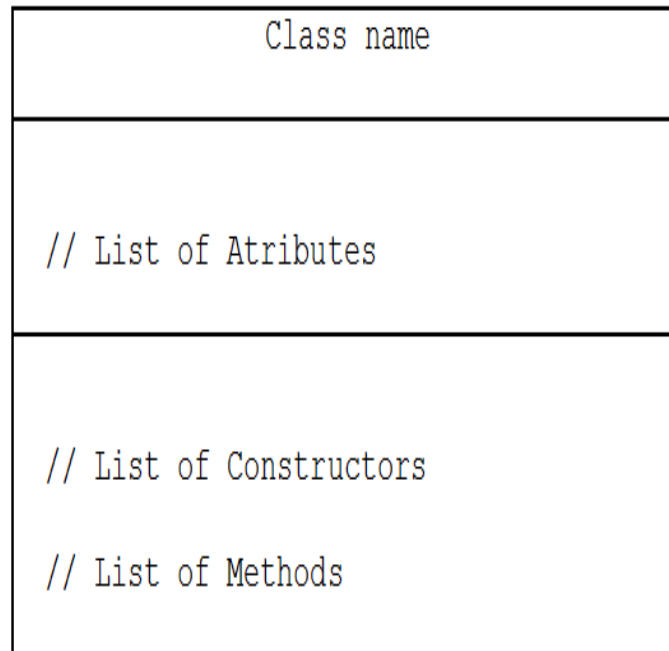 Class name
// List of Atributes
// List of Constructors
// List of Methods